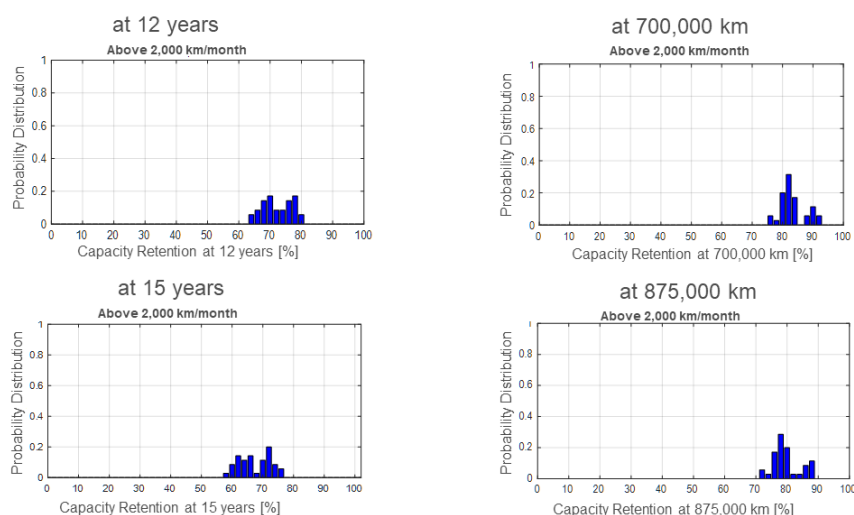 at 12 years
Above 2,000 km/month
Probability Distribution
1
0.8
0.6
0.4
0.2
0
0 10 20 30 40 50 60 70 80 90 100
Capacity Retention at 12 years [%]
at 700,000 km
Above 2,000 km/month
Probability Distribution
1
0.8
0.6
0.4
0.2
0
0 10 20 30 40 50 60 70 80 90 100
Capacity Retention at 700,000 km [%]
at 15 years
Above 2,000 km/month
Probability Distribution
1
0.8
0.6
0.4
0.2
0
0 10 20 30 40 50 60 70 80 90 100
Capacity Retention at 15 years [%]
at 875,000 km
Above 2,000 km/month
Probability Distribution
1
0.8
0.6
0.4
0.2
0
0 10 20 30 40 50 60 70 80 90 100
Capacity Retention at 875,000 km [%]